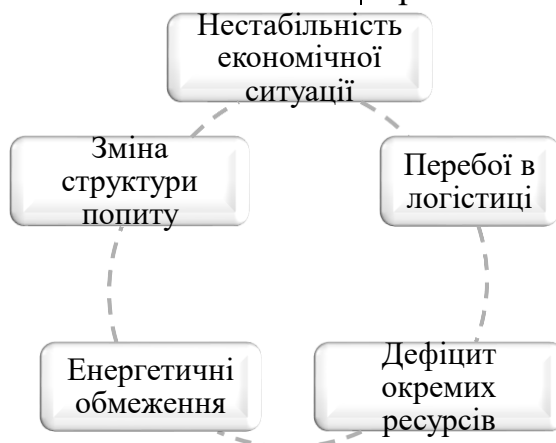 Нестабільність
економічної
ситуації
Зміна
структури
попиту
Перебої в
логістиці
Енергетичні
обмеження
Дефіцит
окремих
ресурсів